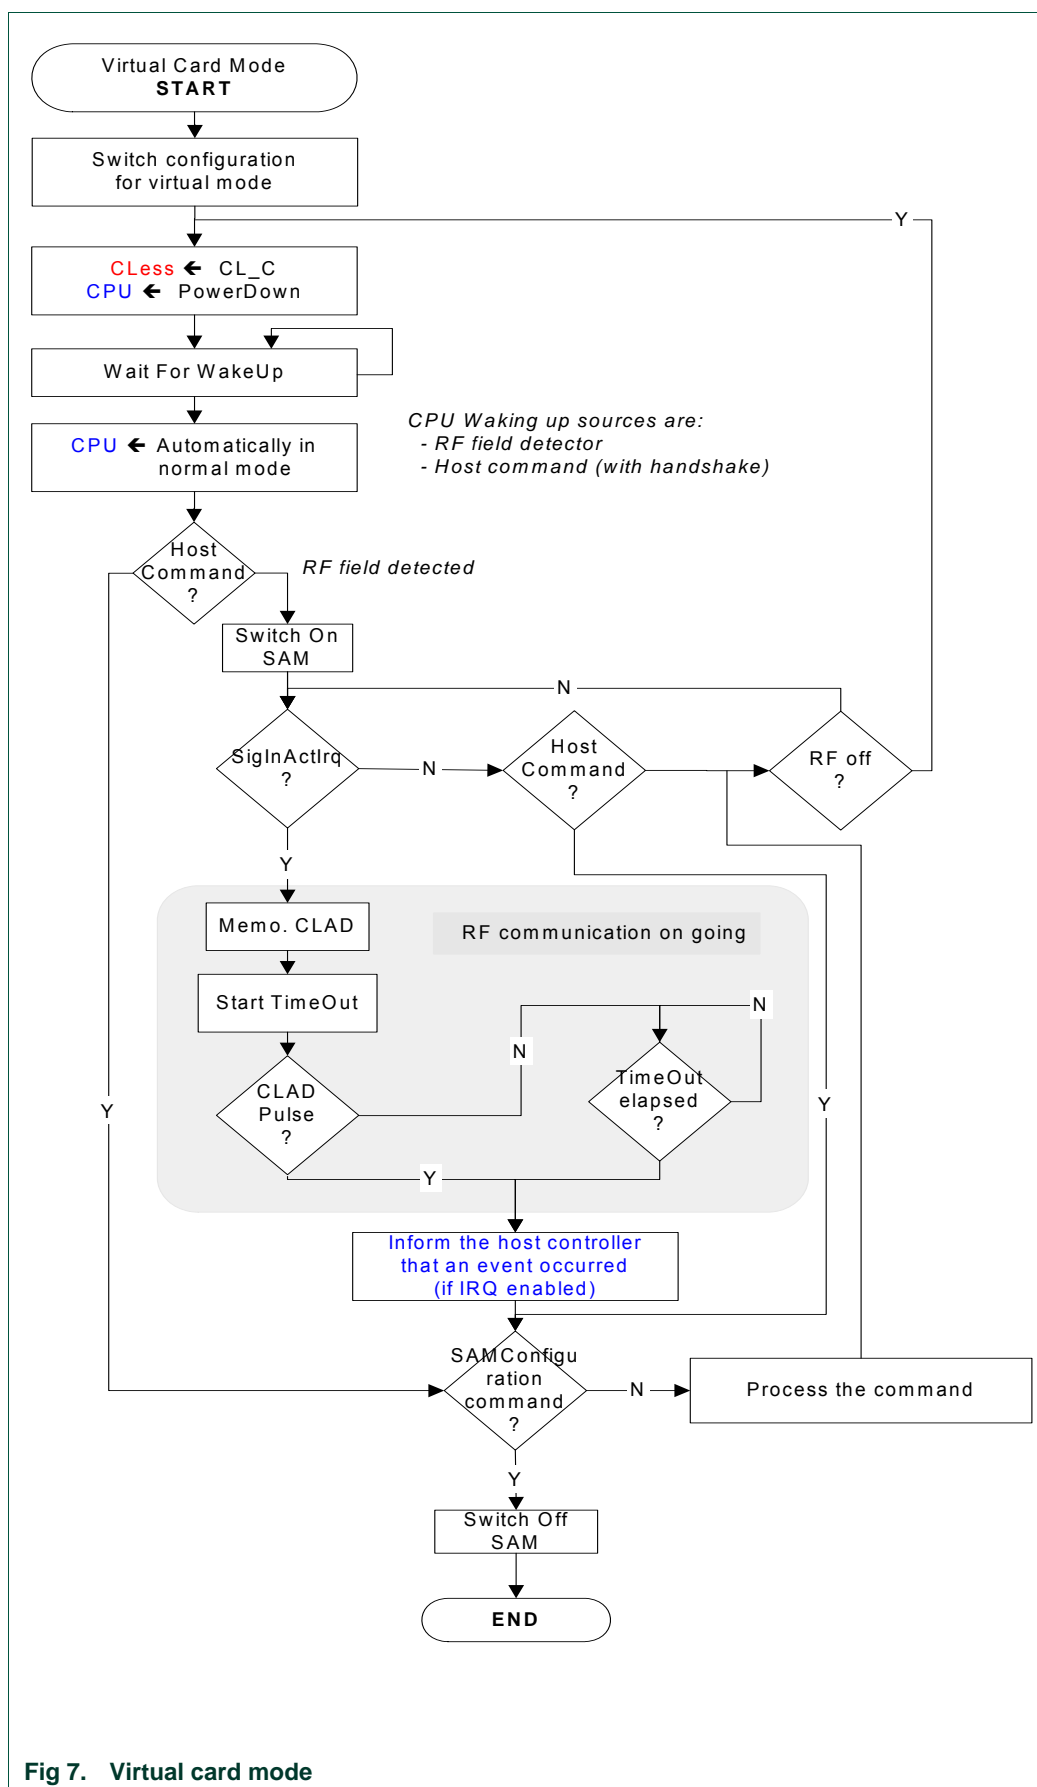 Virtual Card Mode
START
Switch configuration
for virtual mode
Y
CLess 🡸 CL_C
CPU 🡸 PowerDown
Wait For WakeUp
CPU Waking up sources are:
- RF field detector
- Host command (with handshake)
CPU 🡸 Automatically in
normal mode
Host
Command
?
RF field detected
Switch On
SAM
N
SigInActIrq
?
N
Host
Command
?
RF off
?
Y
Memo. CLAD
RF communication on going
Start TimeOut
N
N
CLAD
Pulse
?
TimeOut
elapsed
?
Y
Y
Y
Inform the host controller
that an event occurred
(if IRQ enabled)
SAMConfigu
ration
command
?
N
Process the command
Y
Switch Off
SAM
END
Fig 7. Virtual card mode